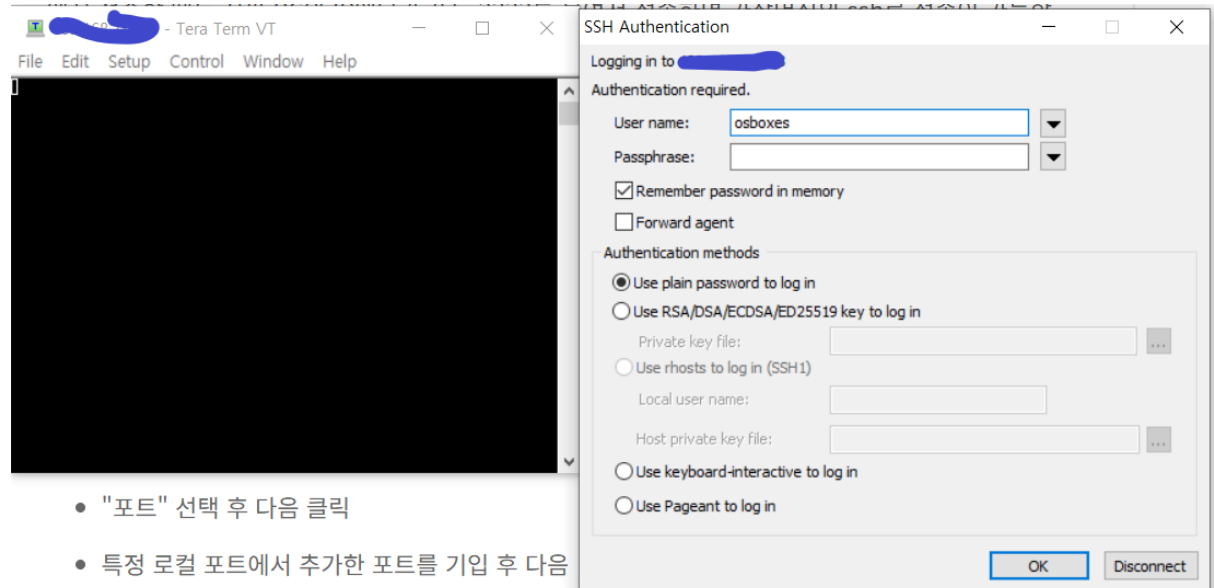 - Tera Term VT
File Edit Setup Control Window Help
SSH Authentication
Logging in to
Authentication required.
User name: osboxes
Passphrase:
Remember password in memory
Forward agent
Authentication methods
Use plain password to log in
Use RSA/DSA/ECDSA/ED25519 key to log in
Private key file:
...
Use rhosts to log in (SSH1)
Local user name:
Host private key file:
...
Use keyboard-interactive to log in
Use Pageant to log in
OK Disconnect
• "포트" 선택 후 다음 클릭
• 특정 로컬 포트에서 추가한 포트를 기입 후 다음